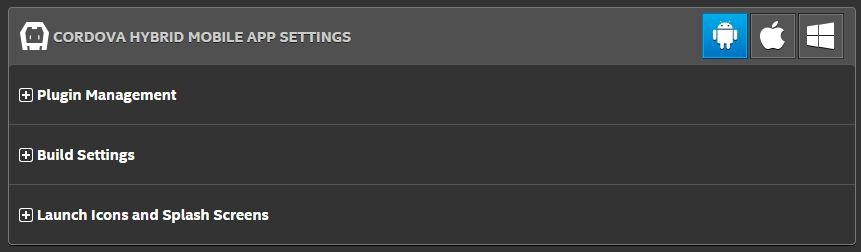 CORDOVA HYBRID MOBILE APP SETTINGS
Plugin Management
Build Settings
Launch Icons and Splash Screens